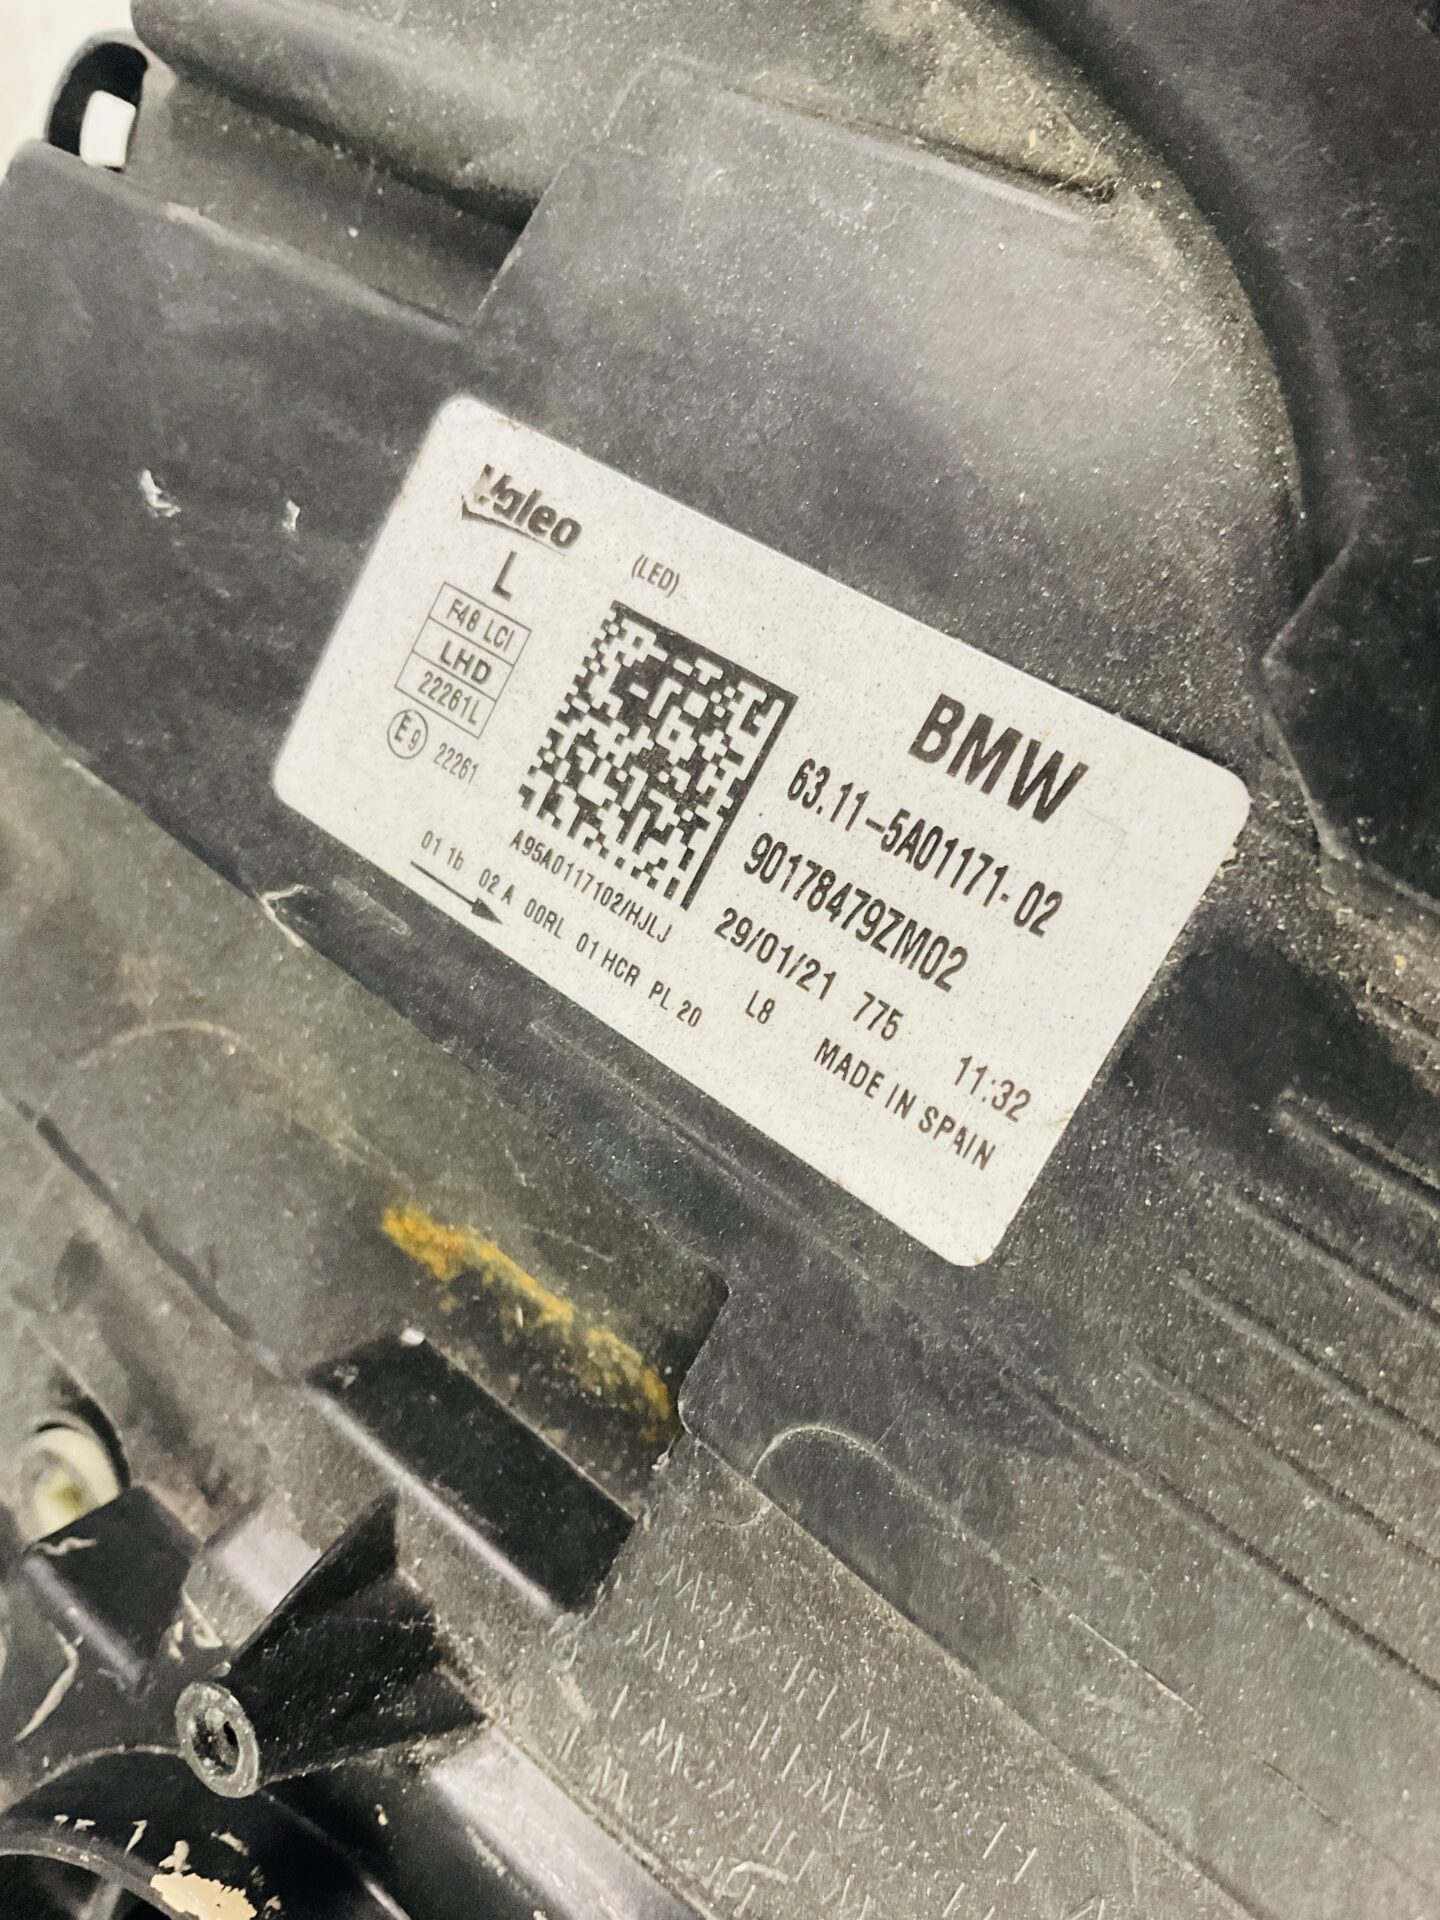 Valeo
(LED)
L
F48 LCI
LHD
22261L
E9 22261
BMW
63.11-5A01171-02
90178479ZM02
29/01/21 775 11:32
A95A0117102/HJLJ
L8
MADE IN SPAIN
01 1b 02 A 00RL 01 HCR PL 20